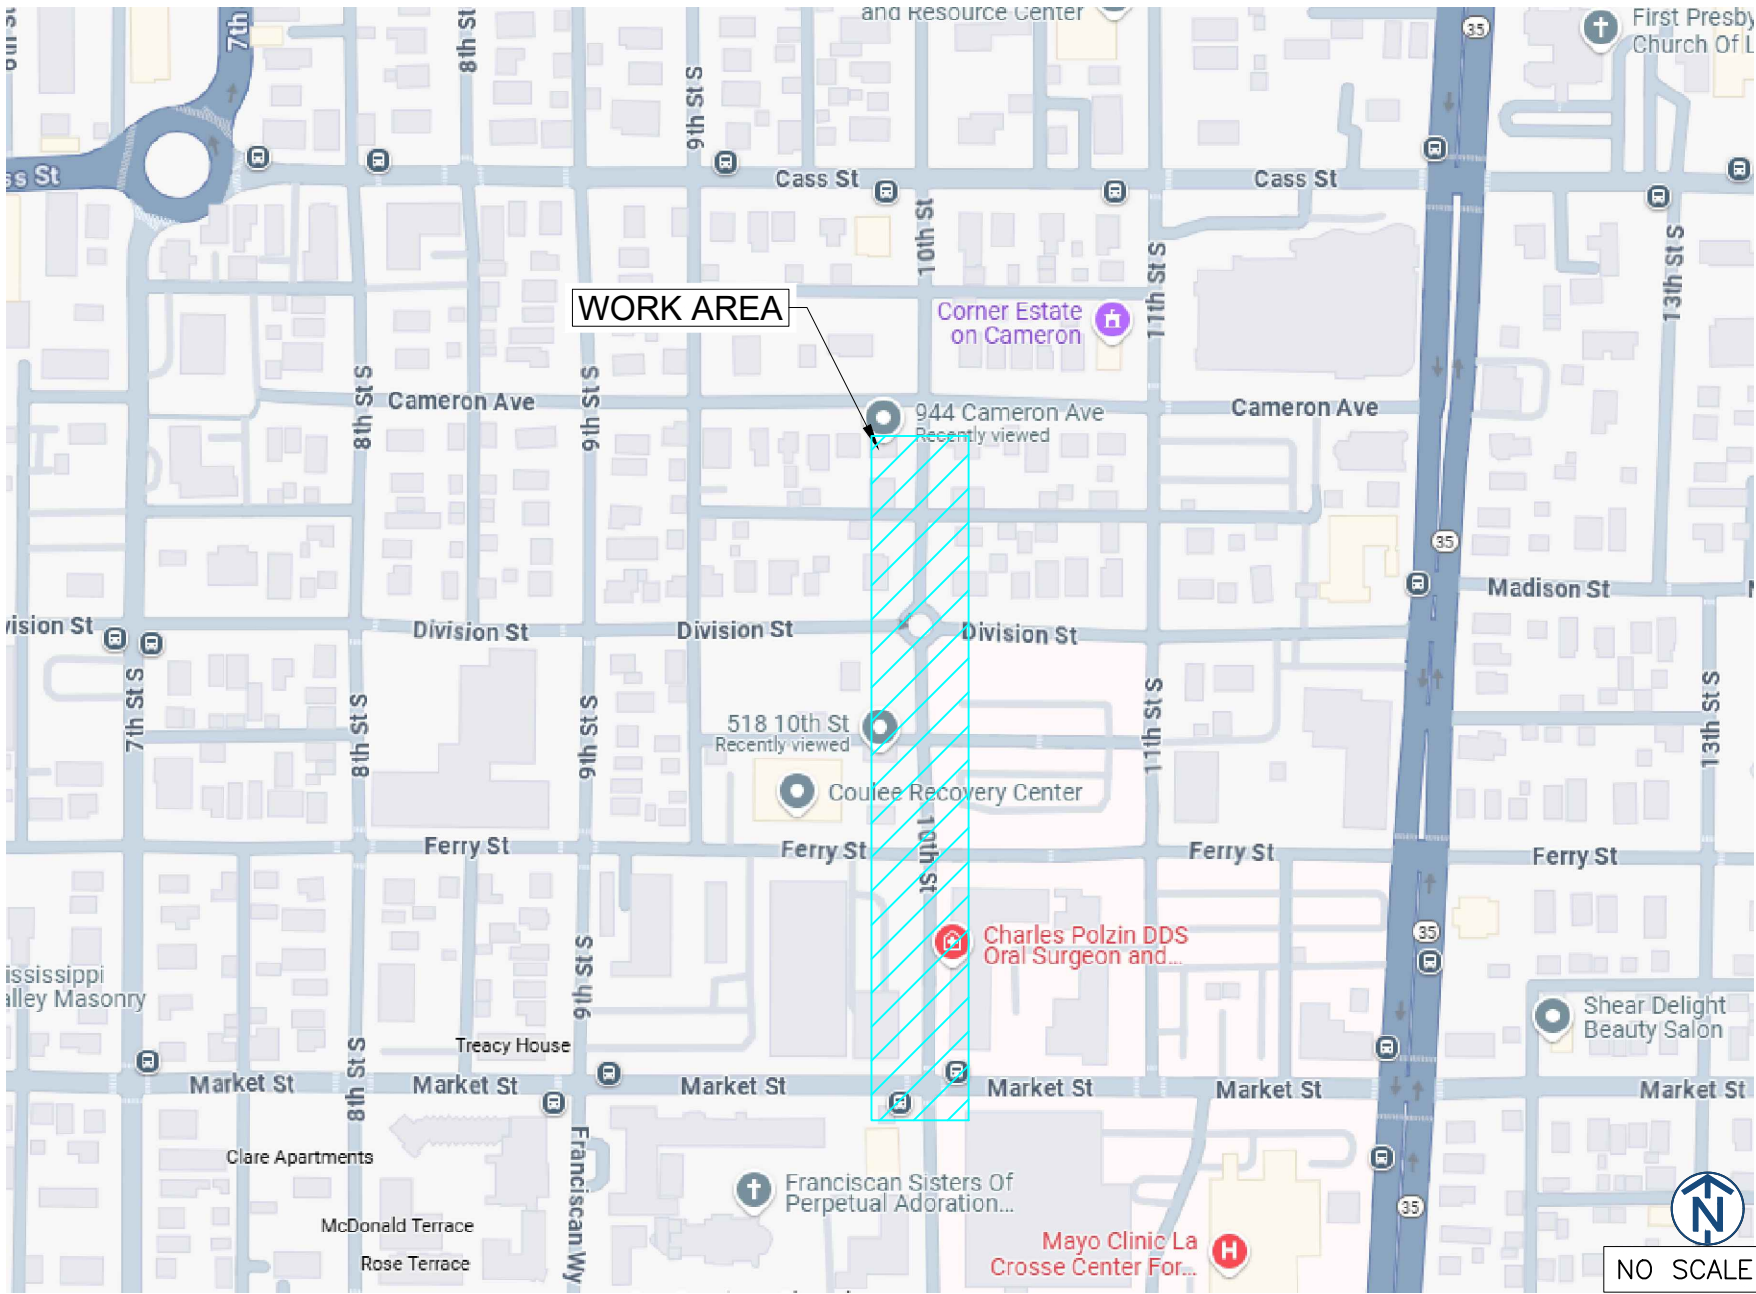 7th
8th St
and Resource Center
35
First Presby
Church Of L
9th St S
ss St
Cass St
Cass St
10th St
11th St S
13th St S
WORK AREA
Corner Estate
on Cameron
8th St S
Cameron Ave
9th St S
944 Cameron Ave
Recently viewed
Cameron Ave
35
Madison St
vision St
Division St
Division St
Division St
7th St S
8th St S
9th St S
518 10th St
Recently viewed
11th St S
13th St S
Coulee Recovery Center
10th St
Ferry St
Ferry St
Ferry St
Ferry St
Charles Polzin DDS
Oral Surgeon and...
35
ississippi
alley Masonry
9th St S
Shear Delight
Beauty Salon
Treacy House
8th St S
Market St
Market St
Market St
Market St
Market St
Market St
Clare Apartments
Franciscan Wy
Franciscan Sisters Of
Perpetual Adoration...
35
N
McDonald Terrace
Rose Terrace
Mayo Clinic La
Crosse Center For...
H
NO SCALE